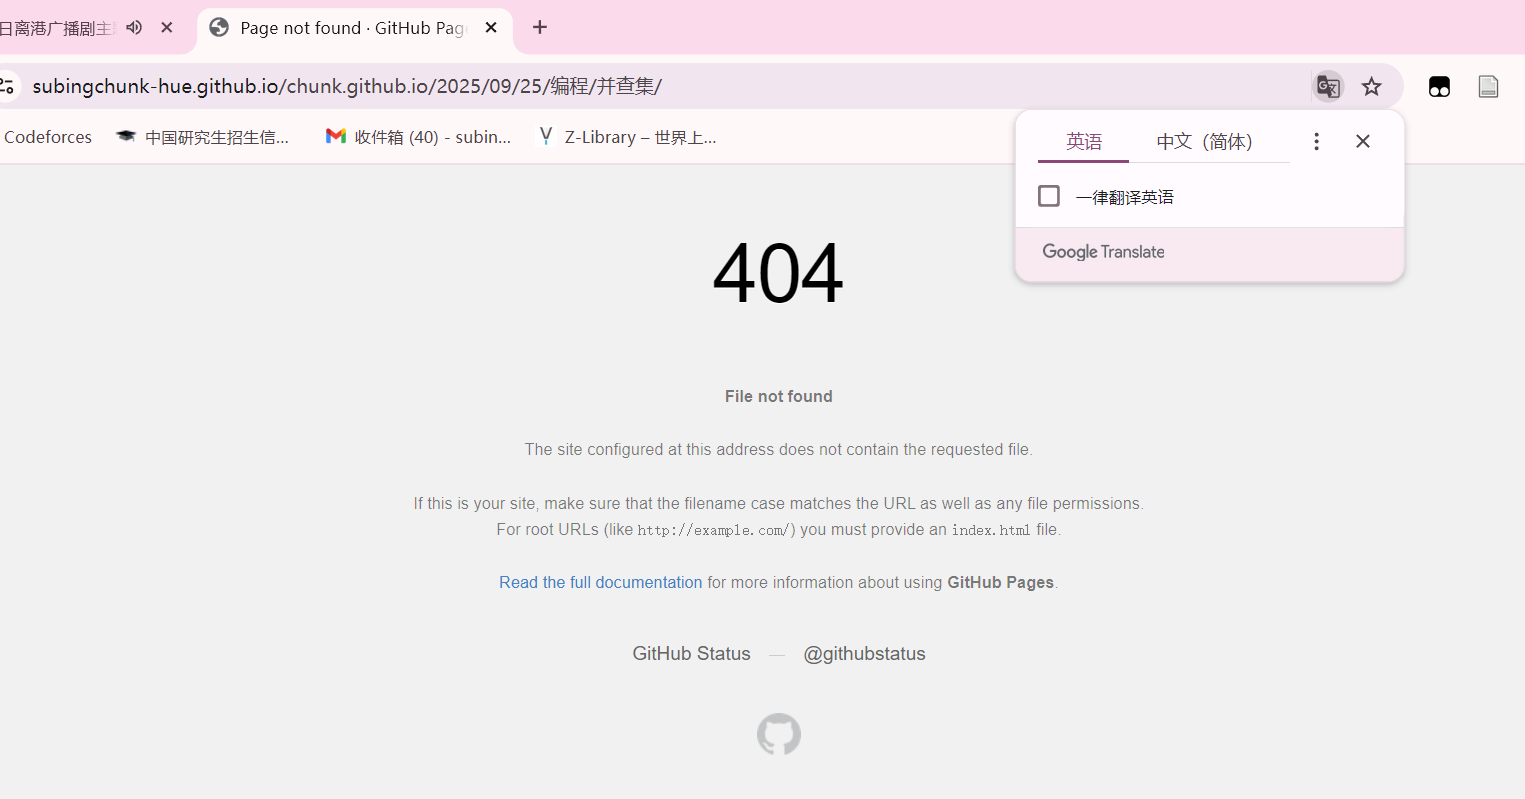 日离港广播剧主
Page not found · GitHub Pag
subingchunk-hue.github.io/chunk.github.io/2025/09/25/编程/并查集/
Codeforces
中国研究生招生信...
收件箱 (40) - subin...
Z-Library – 世界上...
英语
中文（简体）
一律翻译英语
Google Translate
404
File not found
The site configured at this address does not contain the requested file.
If this is your site, make sure that the filename case matches the URL as well as any file permissions.
For root URLs (like http://example.com/) you must provide an index.html file.
Read the full documentation for more information about using GitHub Pages.
GitHub Status — @githubstatus